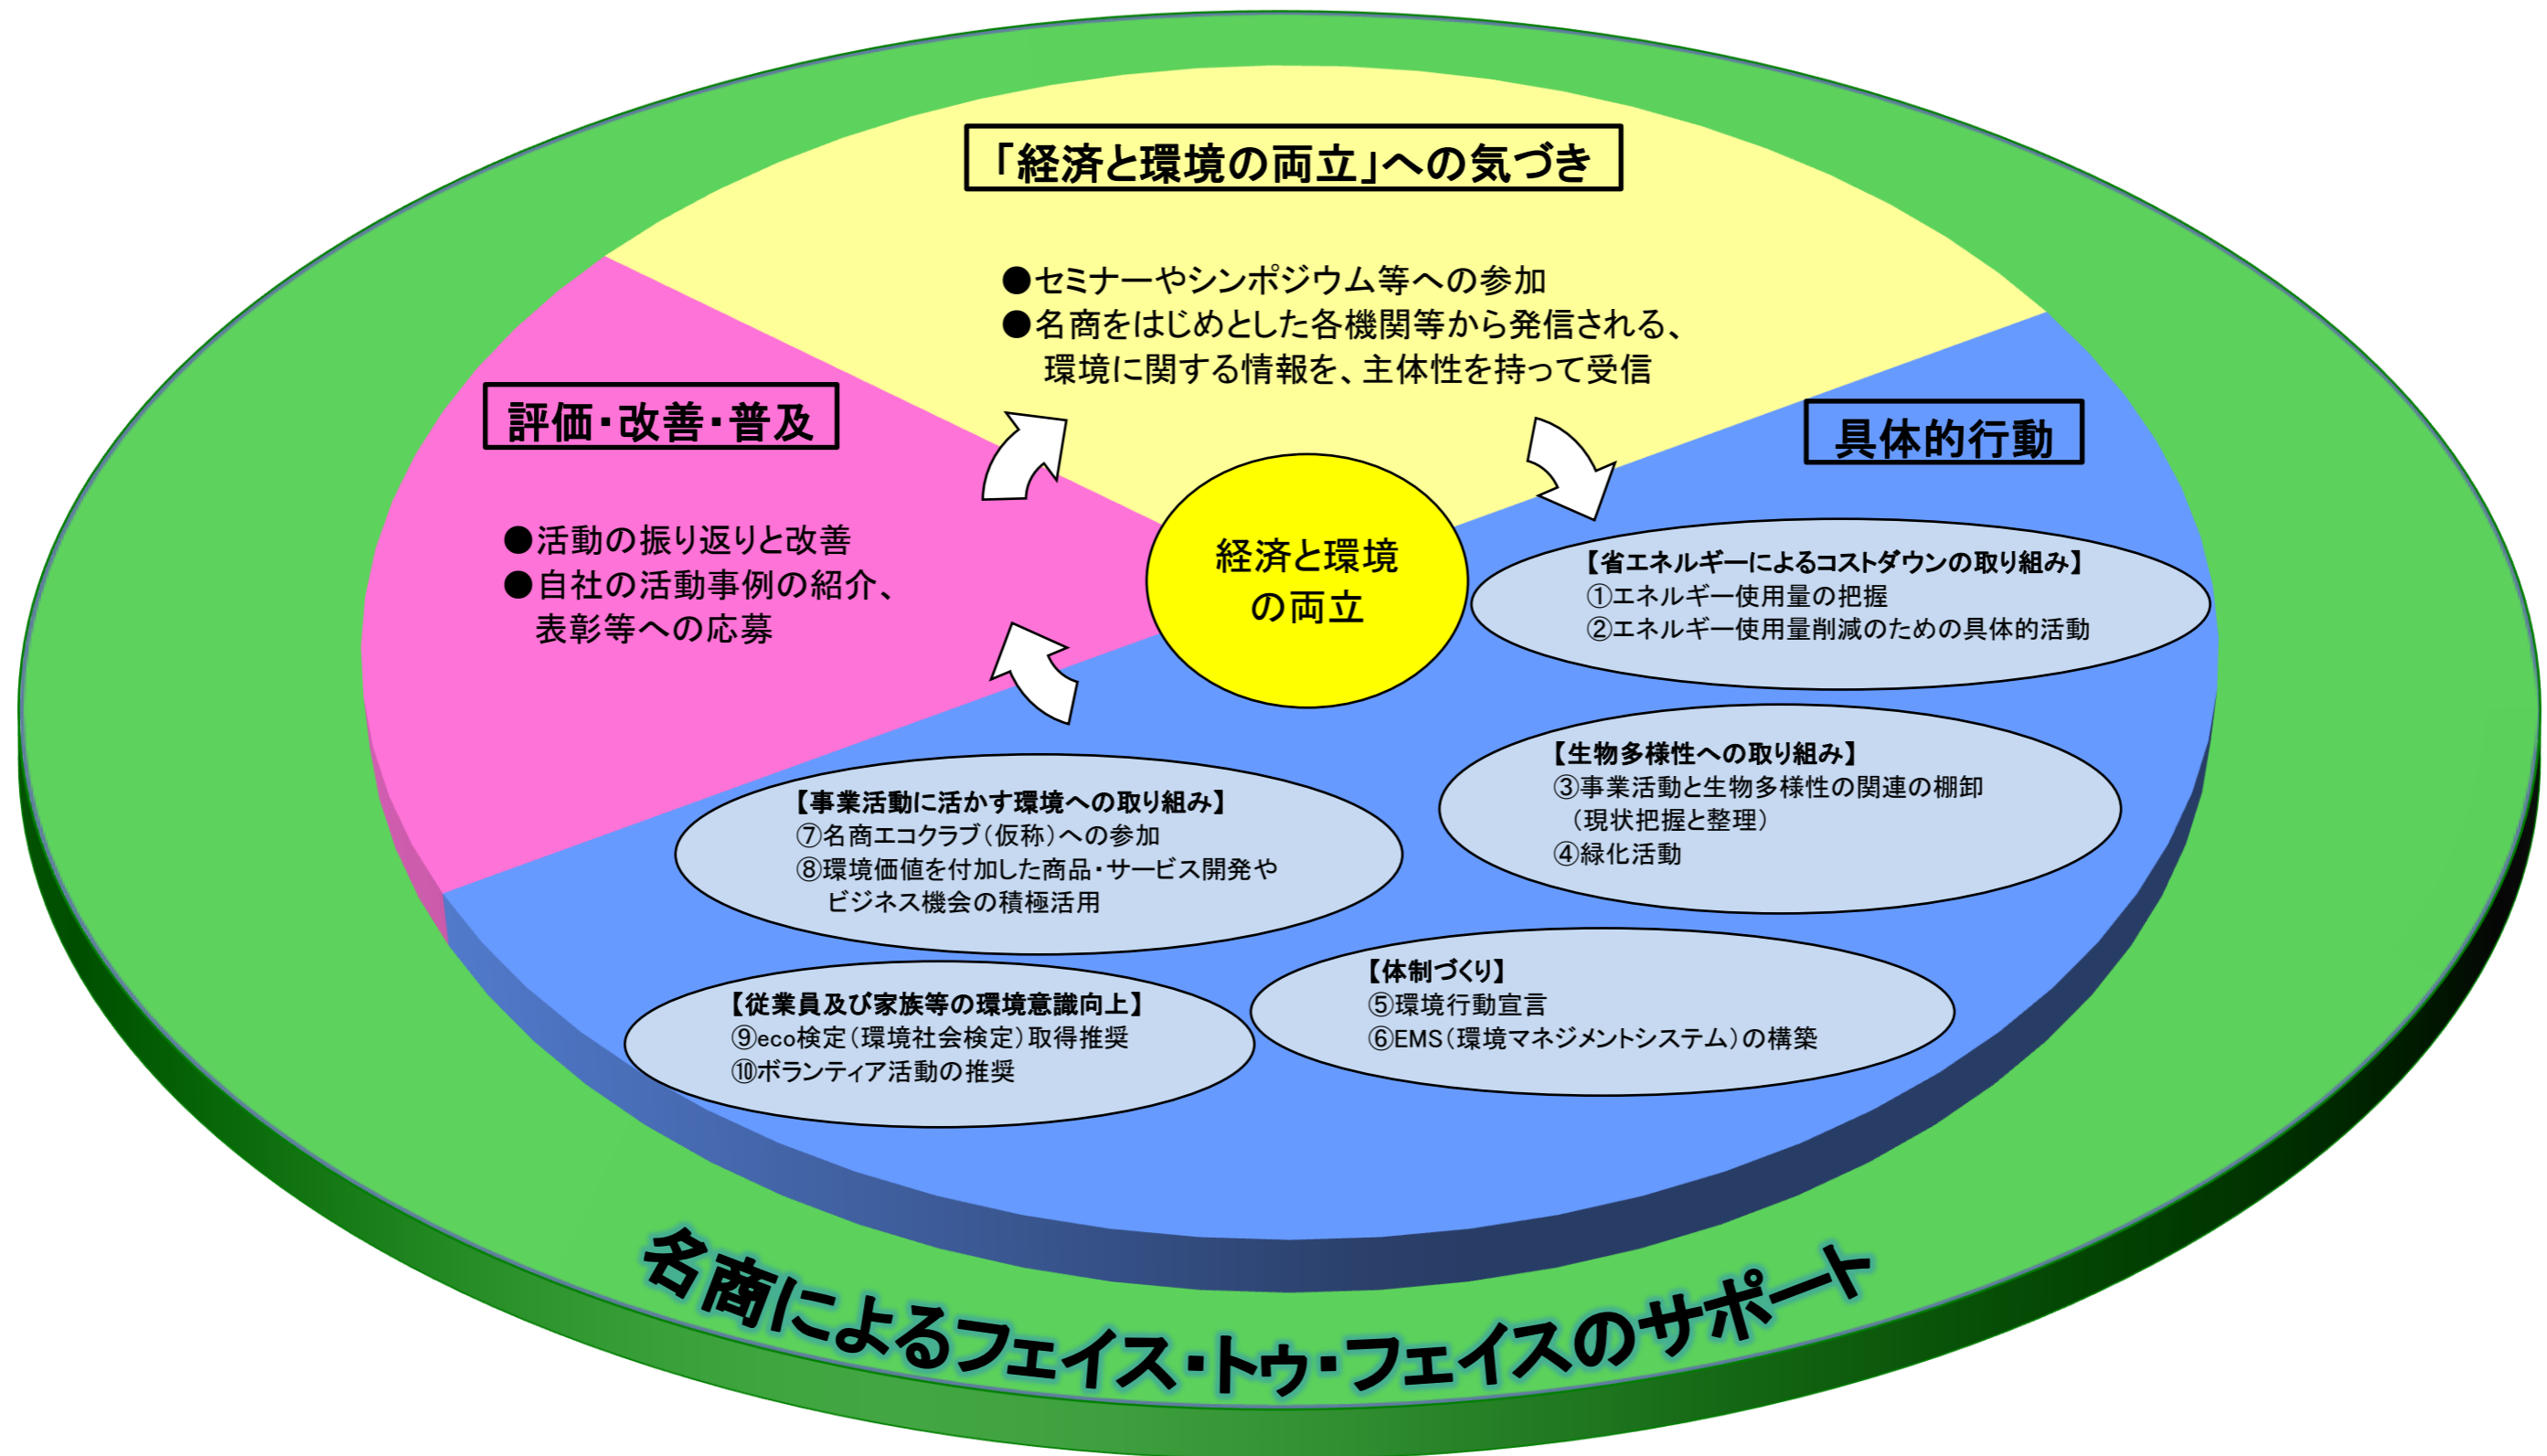 「経済と環境の両立」への気づき
●セミナーやシンポジウム等への参加
●名商をはじめとした各機関等から発信される、
環境に関する情報を、主体性を持って受信
評価・改善・普及
●活動の振り返りと改善
●自社の活動事例の紹介、
表彰等への応募
経済と環境
の両立
具体的行動
【省エネルギーによるコストダウンの取り組み】
①エネルギー使用量の把握
②エネルギー使用量削減のための具体的活動
【生物多様性への取り組み】
③事業活動と生物多様性の関連の棚卸
（現状把握と整理）
④緑化活動
【体制づくり】
⑤環境行動宣言
⑥EMS（環境マネジメントシステム）の構築
【事業活動に活かす環境への取り組み】
⑦名商エコクラブ（仮称）への参加
⑧環境価値を付加した商品・サービス開発や
ビジネス機会の積極活用
【従業員及び家族等の環境意識向上】
⑨eco検定（環境社会検定）取得推奨
⑩ボランティア活動の推奨
名商によるフェイス・トゥ・フェイスのサポート